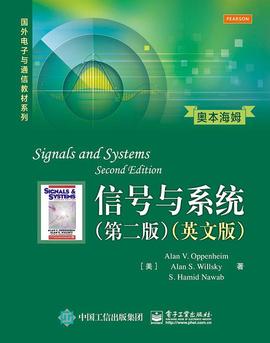 PEARSON
国外电子与通信教材系列
奥本海姆
Signals and Systems
Second Edition
SIGNALS &
SYSTEMS
信号与系统
（第二版）（英文版）
Alan V. Oppenheim
［美］ Alan S. Willsky 著
S. Hamid Nawab
中国工信出版集团
电子工业出版社